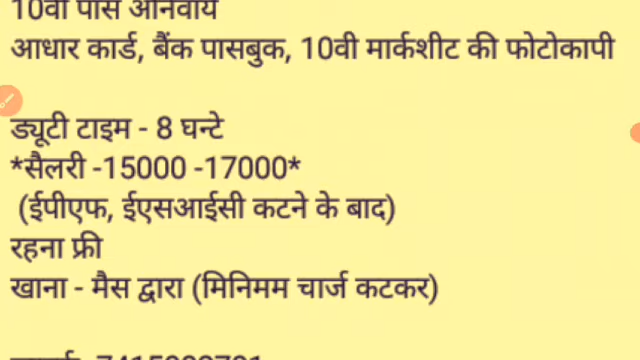 10वी पास अनिवार्य
आधार कार्ड, बैंक पासबुक, 10वी मार्कशीट की फोटोकापी
ड्यूटी टाइम - 8 घन्टे
*सैलरी -15000 -17000*
(ईपीएफ, ईएसआईसी कटने के बाद)
रहना फ्री
खाना - मैस द्वारा (मिनिमम चार्ज कटकर)